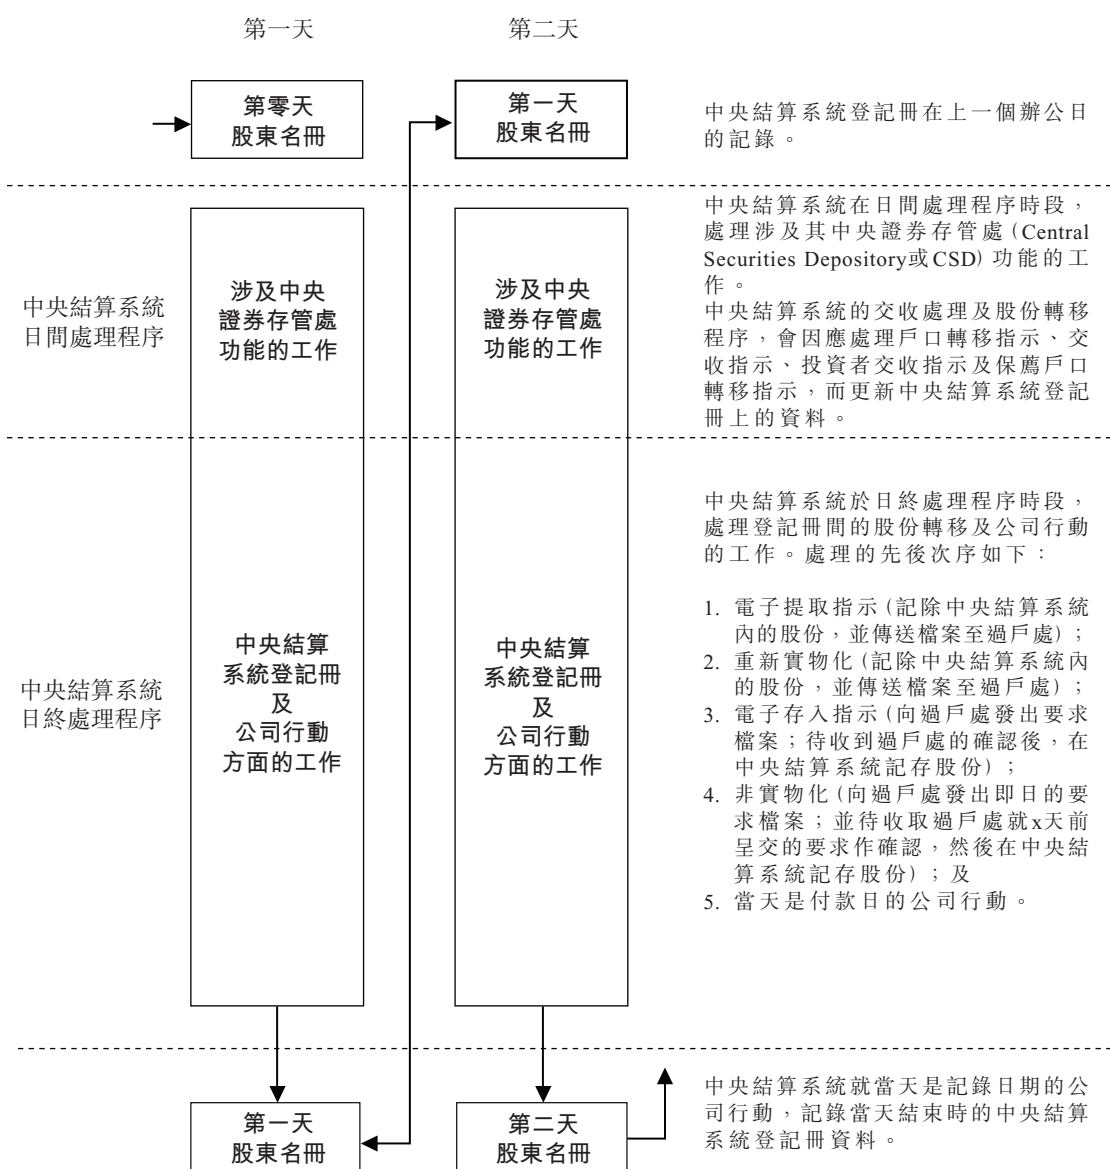 第一天
第二天
第零天
股東名冊
第一天
股東名冊
中央結算系統登記冊在上一個辦公日
的記錄。
中央結算系統
日間處理程序
涉及中央
證券存管處
功能的工作
涉及中央
證券存管處
功能的工作
中央結算系統在日間處理程序時段，
處理涉及其中央證券存管處(Central
Securities Depository或CSD)功能的工
作。
中央結算系統的交收處理及股份轉移
程序，會因應處理戶口轉移指示、交
收指示、投資者交收指示及保薦戶口
轉移指示，而更新中央結算系統登記
冊上的資料。
中央結算系統
日終處理程序
中央結算
系統登記冊
及
公司行動
方面的工作
中央結算
系統登記冊
及
公司行動
方面的工作
中央結算系統於日終處理程序時段，
處理登記冊間的股份轉移及公司行動
的工作。處理的先後次序如下：
1. 電子提取指示(記除中央結算系統
內的股份，並傳送檔案至過戶處)；
2. 重新實物化(記除中央結算系統內
的股份，並傳送檔案至過戶處)；
3. 電子存入指示(向過戶處發出要求
檔案；待收到過戶處的確認後，在
中央結算系統記存股份)；
4. 非實物化(向過戶處發出即日的要
求檔案；並待收取過戶處就x天前
呈交的要求作確認，然後在中央結
算系統記存股份)；及
5. 當天是付款日的公司行動。
第一天
股東名冊
第二天
股東名冊
中央結算系統就當天是記錄日期的公
司行動，記錄當天結束時的中央結算
系統登記冊資料。